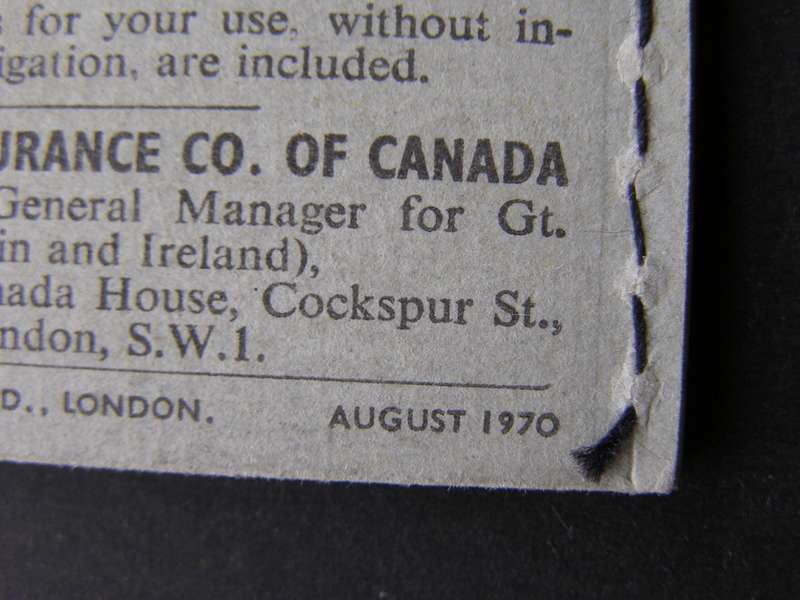 for your use, without in-
igation, are included.
URANCE CO. OF CANADA
General Manager for Gt.
in and Ireland),
nada House, Cockspur St.,
ndon, S.W.1.
D., LONDON. AUGUST 1970